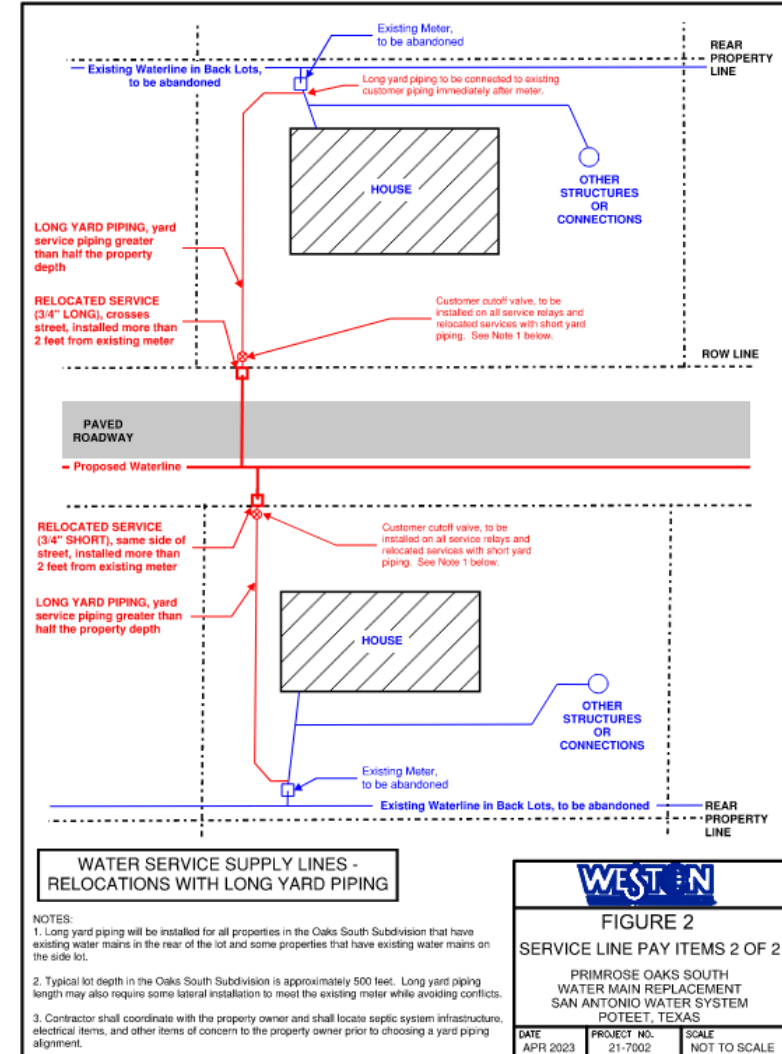 Existing Meter,
to be abandoned
REAR
PROPERTY
LINE
Existing Waterline in Back Lots,
to be abandoned
Long yard piping to be connected to existing
customer piping immediately after meter.
HOUSE
OTHER
STRUCTURES
OR
CONNECTIONS
LONG YARD PIPING, yard
service piping greater
than half the property
depth
RELOCATED SERVICE
(3/4" LONG), crosses
street, installed more than
2 feet from existing meter
Customer cutoff valve, to be
installed on all service relays and
relocated services with short yard
piping. See Note 1 below.
ROW LINE
PAVED
ROADWAY
Proposed Waterline
RELOCATED SERVICE
(3/4" SHORT), same side of
street, installed more than
2 feet from existing meter
Customer cutoff valve, to be
installed on all service relays and
relocated services with short yard
piping. See Note 1 below.
LONG YARD PIPING, yard
service piping greater than
half the property depth
HOUSE
OTHER
STRUCTURES
OR
CONNECTIONS
Existing Meter,
to be abandoned
Existing Waterline in Back Lots, to be abandoned
REAR
PROPERTY
LINE
WATER SERVICE SUPPLY LINES -
RELOCATIONS WITH LONG YARD PIPING
NOTES:
1. Long yard piping will be installed for all properties in the Oaks South Subdivision that have
existing water mains in the rear of the lot and some properties that have existing water mains on
the side lot.
2. Typical lot depth in the Oaks South Subdivision is approximately 500 feet. Long yard piping
length may also require some lateral installation to meet the existing meter while avoiding conflicts.
3. Contractor shall coordinate with the property owner and shall locate septic system infrastructure,
electrical items, and other items of concern to the property owner prior to choosing a yard piping
alignment.
WESTON
FIGURE 2
SERVICE LINE PAY ITEMS 2 OF 2
PRIMROSE OAKS SOUTH
WATER MAIN REPLACEMENT
SAN ANTONIO WATER SYSTEM
POTEET, TEXAS
DATE
APR 2023
PROJECT NO.
21-7002
SCALE
NOT TO SCALE